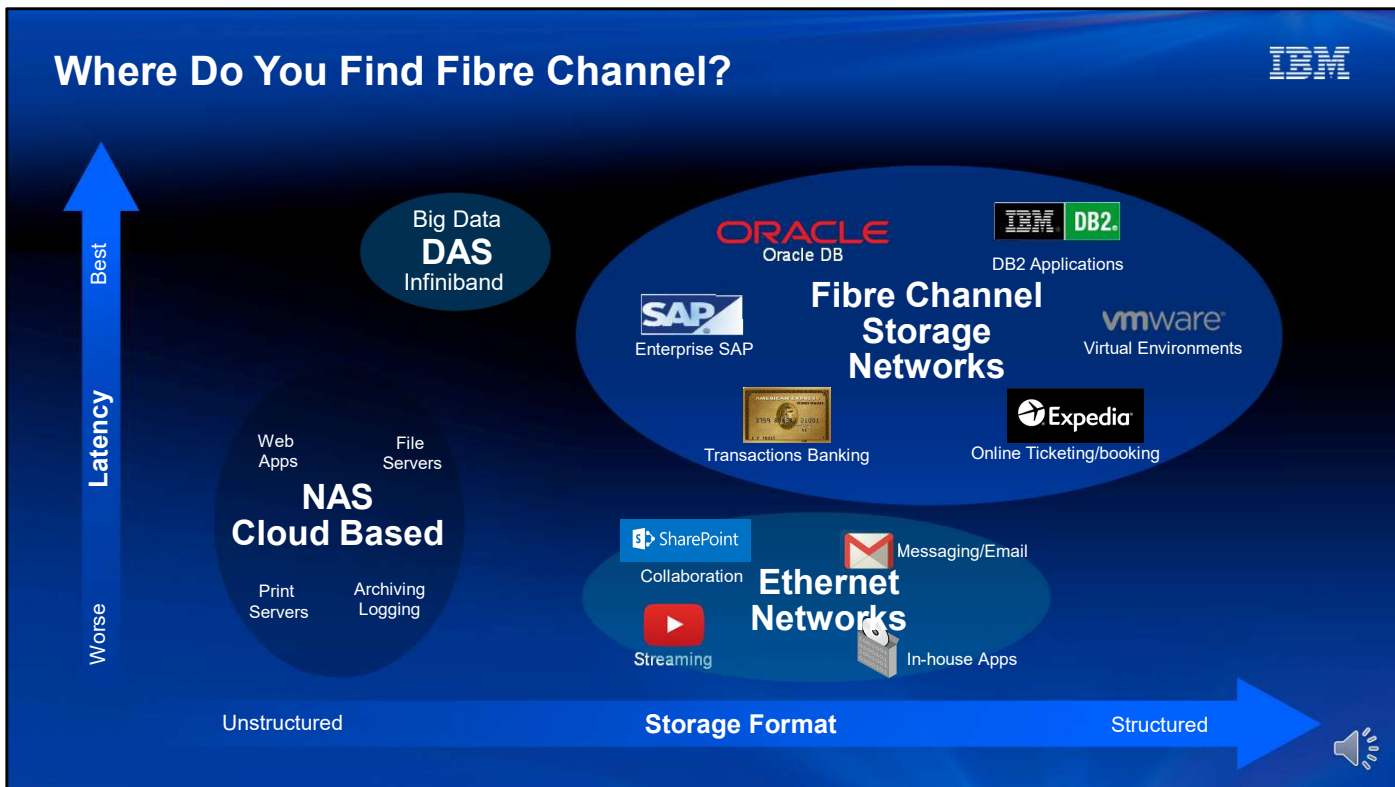 Where Do You Find Fibre Channel?
IBM
Best
Latency
Worse
Big Data
DAS
Infiniband
ORACLE
Oracle DB
IBM DB2.
DB2 Applications
Fibre Channel
Storage
Networks
SAP
Enterprise SAP
vmware
Virtual Environments
AMERICAN EXPRESS
Transactions Banking
Expedia
Online Ticketing/booking
Web
Apps
File
Servers
NAS
Cloud Based
Print
Servers
Archiving
Logging
S SharePoint
Collaboration
Messaging/Email
Ethernet
Networks
Streaming
In-house Apps
Unstructured
Storage Format
Structured